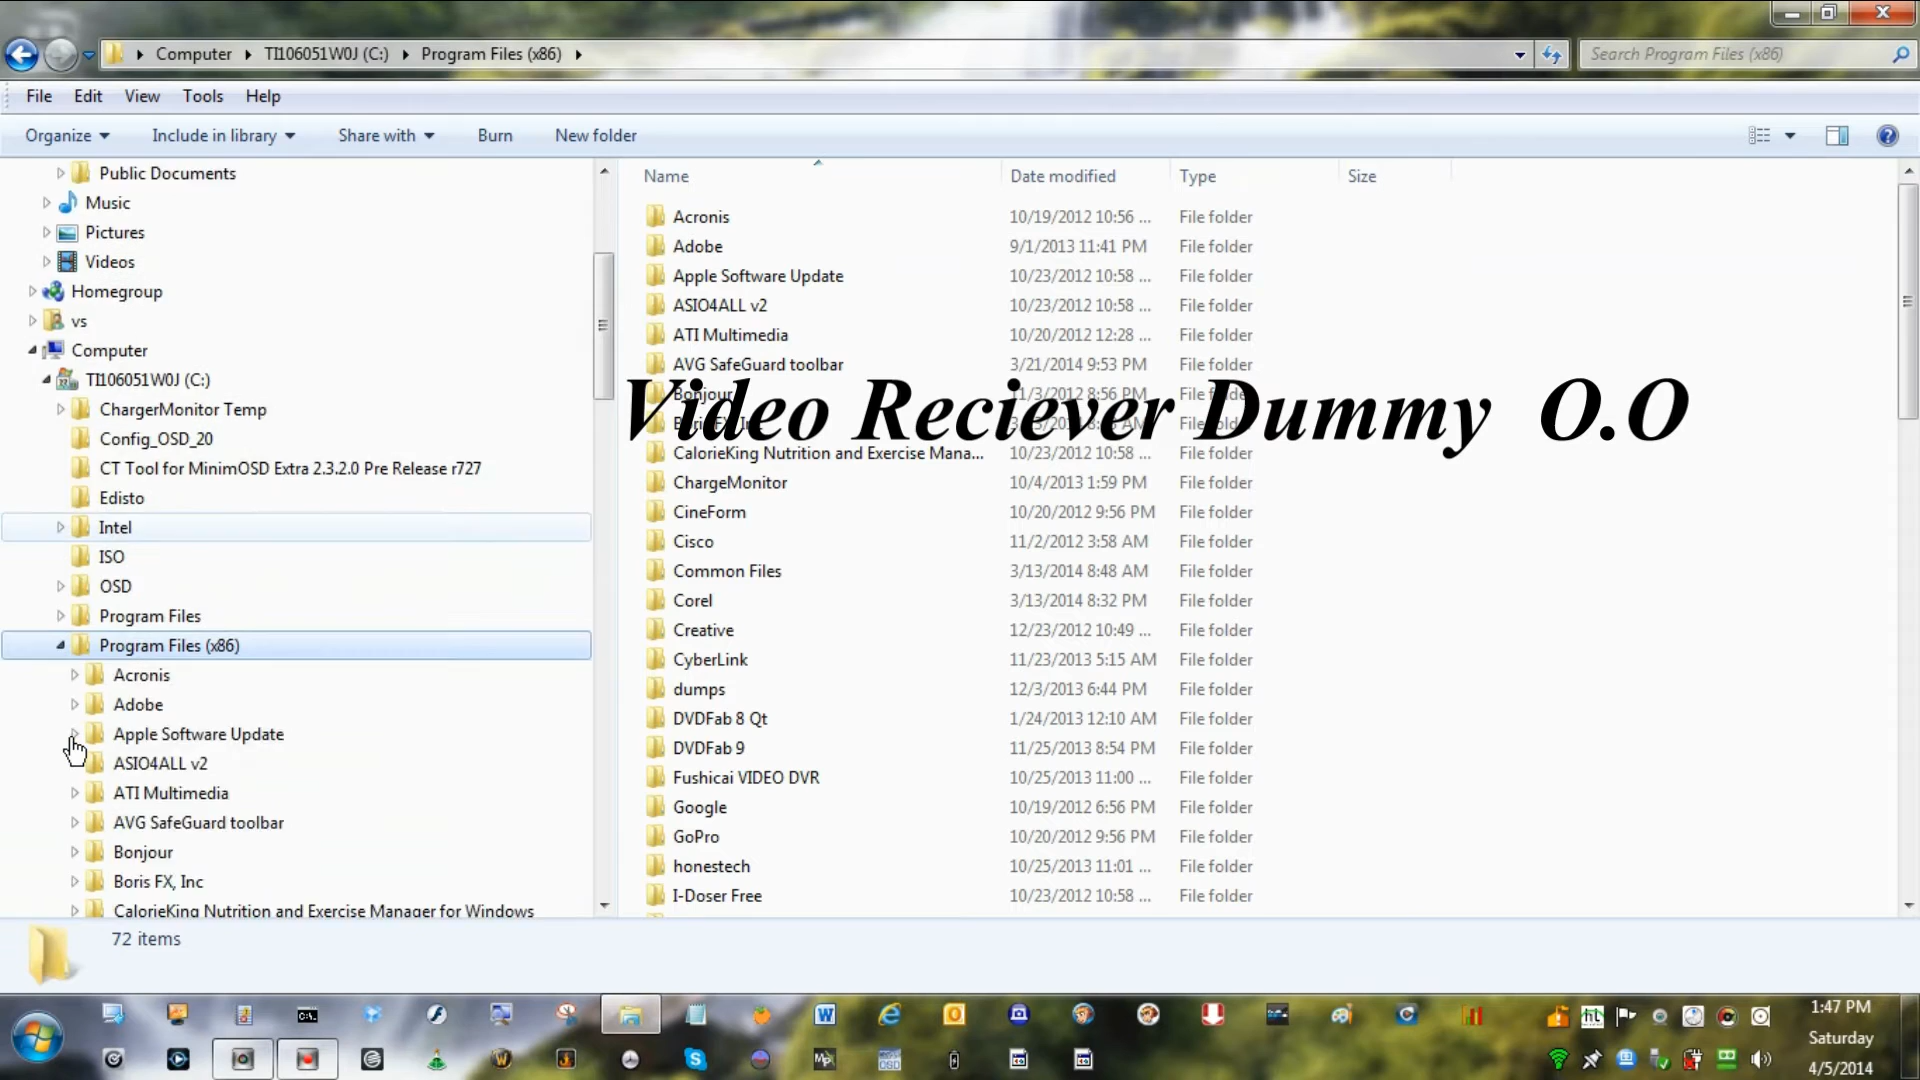 Computer TI106051W0J (C:) Program Files (x86)
Search Program Files (x86)
File Edit View Tools Help
Organize Include in library Share with Burn New folder
Public Documents
Music
Pictures
Videos
Homegroup
vs
Computer
TI106051W0J (C:)
ChargerMonitor Temp
Config_OSD_20
CT Tool for MinimOSD Extra 2.3.2.0 Pre Release r727
Edisto
Intel
ISO
OSD
Program Files
Program Files (x86)
Acronis
Adobe
Apple Software Update
ASIO4ALL v2
ATI Multimedia
AVG SafeGuard toolbar
Bonjour
Boris FX, Inc
CalorieKing Nutrition and Exercise Manager for Windows
Name Date modified Type Size
Acronis 10/19/2012 10:56 ... File folder
Adobe 9/1/2013 11:41 PM File folder
Apple Software Update 10/23/2012 10:58 ... File folder
ASIO4ALL v2 10/23/2012 10:58 ... File folder
ATI Multimedia 10/20/2012 12:28 ... File folder
AVG SafeGuard toolbar 3/21/2014 9:53 PM File folder
Bonjour 11/3/2012 8:56 PM File folder
Video Reciever Dummy O.O
CalorieKing Nutrition and Exercise Mana... 10/23/2012 10:58 ... File folder
ChargeMonitor 10/4/2013 1:59 PM File folder
CineForm 10/20/2012 9:56 PM File folder
Cisco 11/2/2012 3:58 AM File folder
Common Files 3/13/2014 8:48 AM File folder
Corel 3/13/2014 8:32 PM File folder
Creative 12/23/2012 10:49 ... File folder
CyberLink 11/23/2013 5:15 AM File folder
dumps 12/3/2013 6:44 PM File folder
DVDFab 8 Qt 1/24/2013 12:10 AM File folder
DVDFab 9 11/25/2013 8:54 PM File folder
Fushicai VIDEO DVR 10/25/2013 11:00 ... File folder
Google 10/19/2012 6:56 PM File folder
GoPro 10/20/2012 9:56 PM File folder
honestech 10/25/2013 11:01 ... File folder
I-Doser Free 10/23/2012 10:58 ... File folder
72 items
1:47 PM
Saturday
4/5/2014